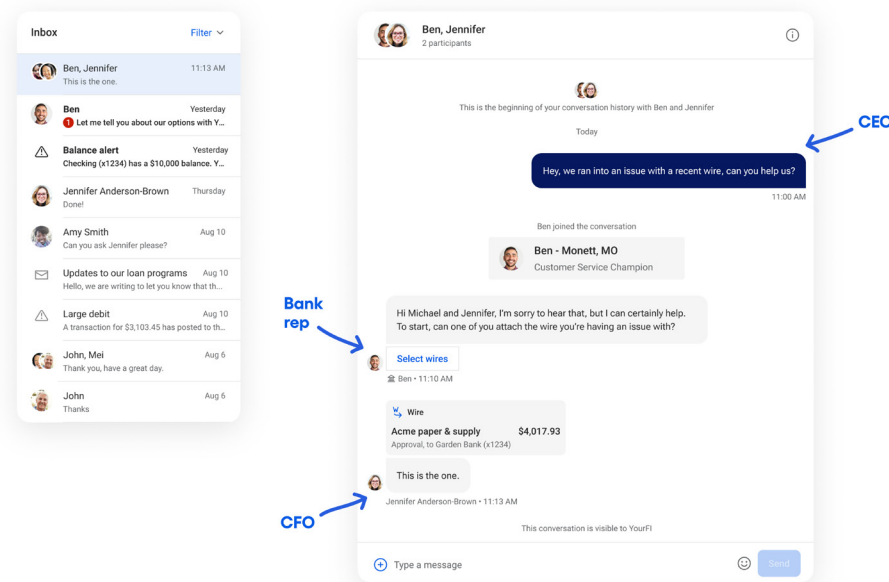 Inbox
Filter
Ben, Jennifer
11:13 AM
This is the one.
Ben
Yesterday
1 Let me tell you about our options with Y...
Balance alert
Yesterday
Checking (x1234) has a $10,000 balance. Y...
Jennifer Anderson-Brown
Thursday
Done!
Amy Smith
Aug 10
Can you ask Jennifer please?
Updates to our loan programs
Aug 10
Hello, we are writing to let you know that th...
Large debit
Aug 10
A transaction for $3,103.45 has posted to th...
John, Mei
Aug 6
Thank you, have a great day.
John
Aug 6
Thanks
Ben, Jennifer
2 participants
This is the beginning of your conversation history with Ben and Jennifer
Today
CEO
Hey, we ran into an issue with a recent wire, can you help us?
11:00 AM
Ben joined the conversation
Ben - Monett, MO
Customer Service Champion
Bank
rep
Hi Michael and Jennifer, I'm sorry to hear that, but I can certainly help.
To start, can one of you attach the wire you're having an issue with?
Select wires
Ben • 11:10 AM
Wire
Acme paper & supply $4,017.93
Approval, to Garden Bank (x1234)
This is the one.
Jennifer Anderson-Brown • 11:13 AM
CFO
This conversation is visible to YourFI
Type a message
Send